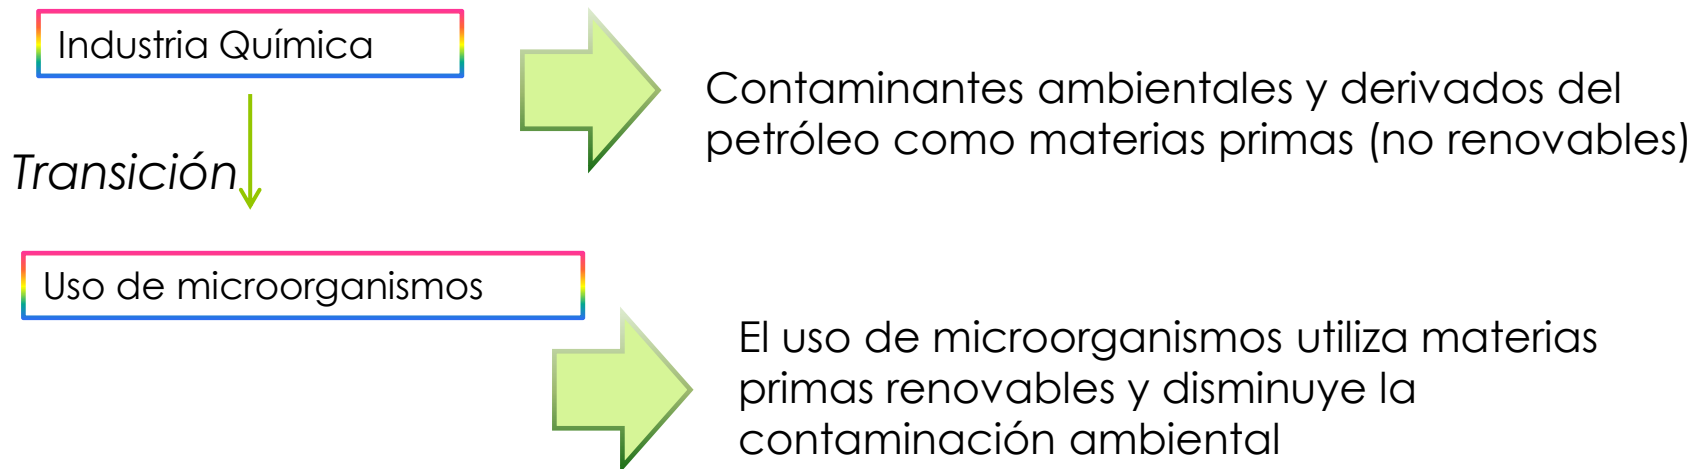 Industria Química
Contaminantes ambientales y derivados del
petróleo como materias primas (no renovables)
Transición
Uso de microorganismos
El uso de microorganismos utiliza materias
primas renovables y disminuye la
contaminación ambiental